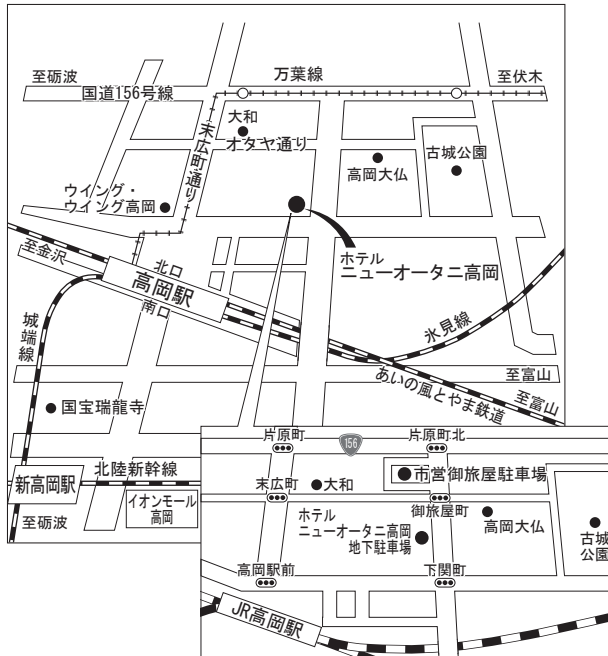 至砺波
国道156号線
万葉線
至伏木
大和
オタヤ通り
末広町通り
高岡大仏
古城公園
ウイング・
ウイング高岡
至金沢
北口
高岡駅
南口
ホテル
ニューオータニ高岡
城端線
氷見線
あいの風とやま鉄道
至富山
至富山
国宝瑞龍寺
新高岡駅
北陸新幹線
至砺波
イオンモール
高岡
片原町
156
片原町北
市営御旅屋駐車場
末広町
大和
御旅屋町
高岡大仏
ホテル
ニューオータニ高岡
地下駐車場
古城
公園
高岡駅前
下関町
JR高岡駅